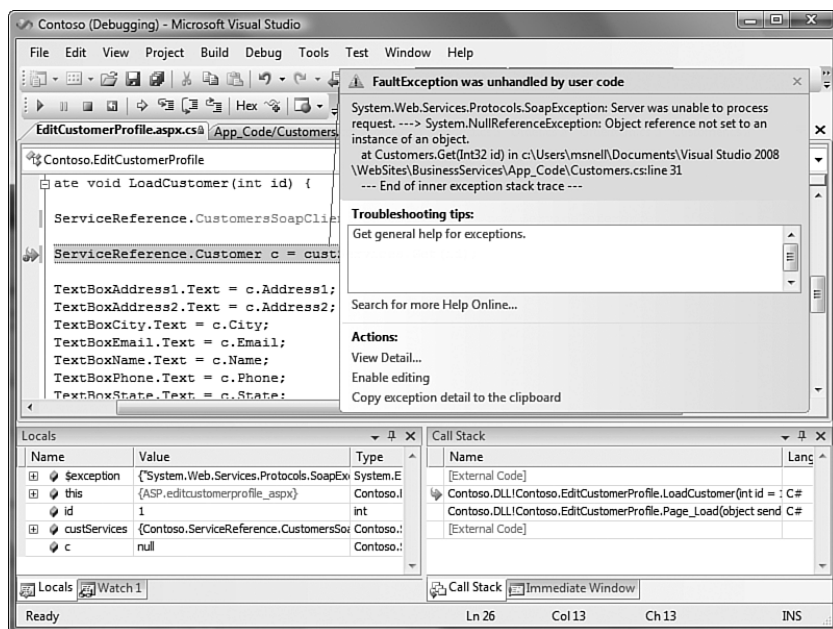 Contoso (Debugging) - Microsoft Visual Studio
File Edit View Project Build Debug Tools Test Window Help
Hex
EditCustomerProfile.aspx.cs App_Code/Customers.
Contoso.EditCustomerProfile
ate void LoadCustomer(int id) {
ServiceReference.CustomersSoapClie
ServiceReference.Customer c = cust
TextBoxAddress1.Text = c.Address1;
TextBoxAddress2.Text = c.Address2;
TextBoxCity.Text = c.City;
TextBoxEmail.Text = c.Email;
TextBoxName.Text = c.Name;
TextBoxPhone.Text = c.Phone;
TextBoxState.Text = c.State;
FaultException was unhandled by user code
System.Web.Services.Protocols.SoapException: Server was unable to process
request. ---> System.NullReferenceException: Object reference not set to an
instance of an object.
at Customers.Get(Int32 id) in c:\Users\msnell\Documents\Visual Studio 2008
\WebSites\BusinessServices\App_Code\Customers.cs:line 31
--- End of inner exception stack trace ---
Troubleshooting tips:
Get general help for exceptions.
Search for more Help Online...
Actions:
View Detail...
Enable editing
Copy exception detail to the clipboard
Locals
Name Value Type
$exception {"System.Web.Services.Protocols.SoapEx System.E
this {ASP.editcustomerprofile_aspx} Contoso.
id 1 int
custServices {Contoso.ServiceReference.CustomersSoa Contoso.
c null Contoso.
Locals Watch 1
Call Stack
Name Lang
[External Code]
Contoso.DLL!Contoso.EditCustomerProfile.LoadCustomer(int id = C#
Contoso.DLL!Contoso.EditCustomerProfile.Page_Load(object send C#
[External Code]
Call Stack Immediate Window
Ready Ln 26 Col 13 Ch 13 INS